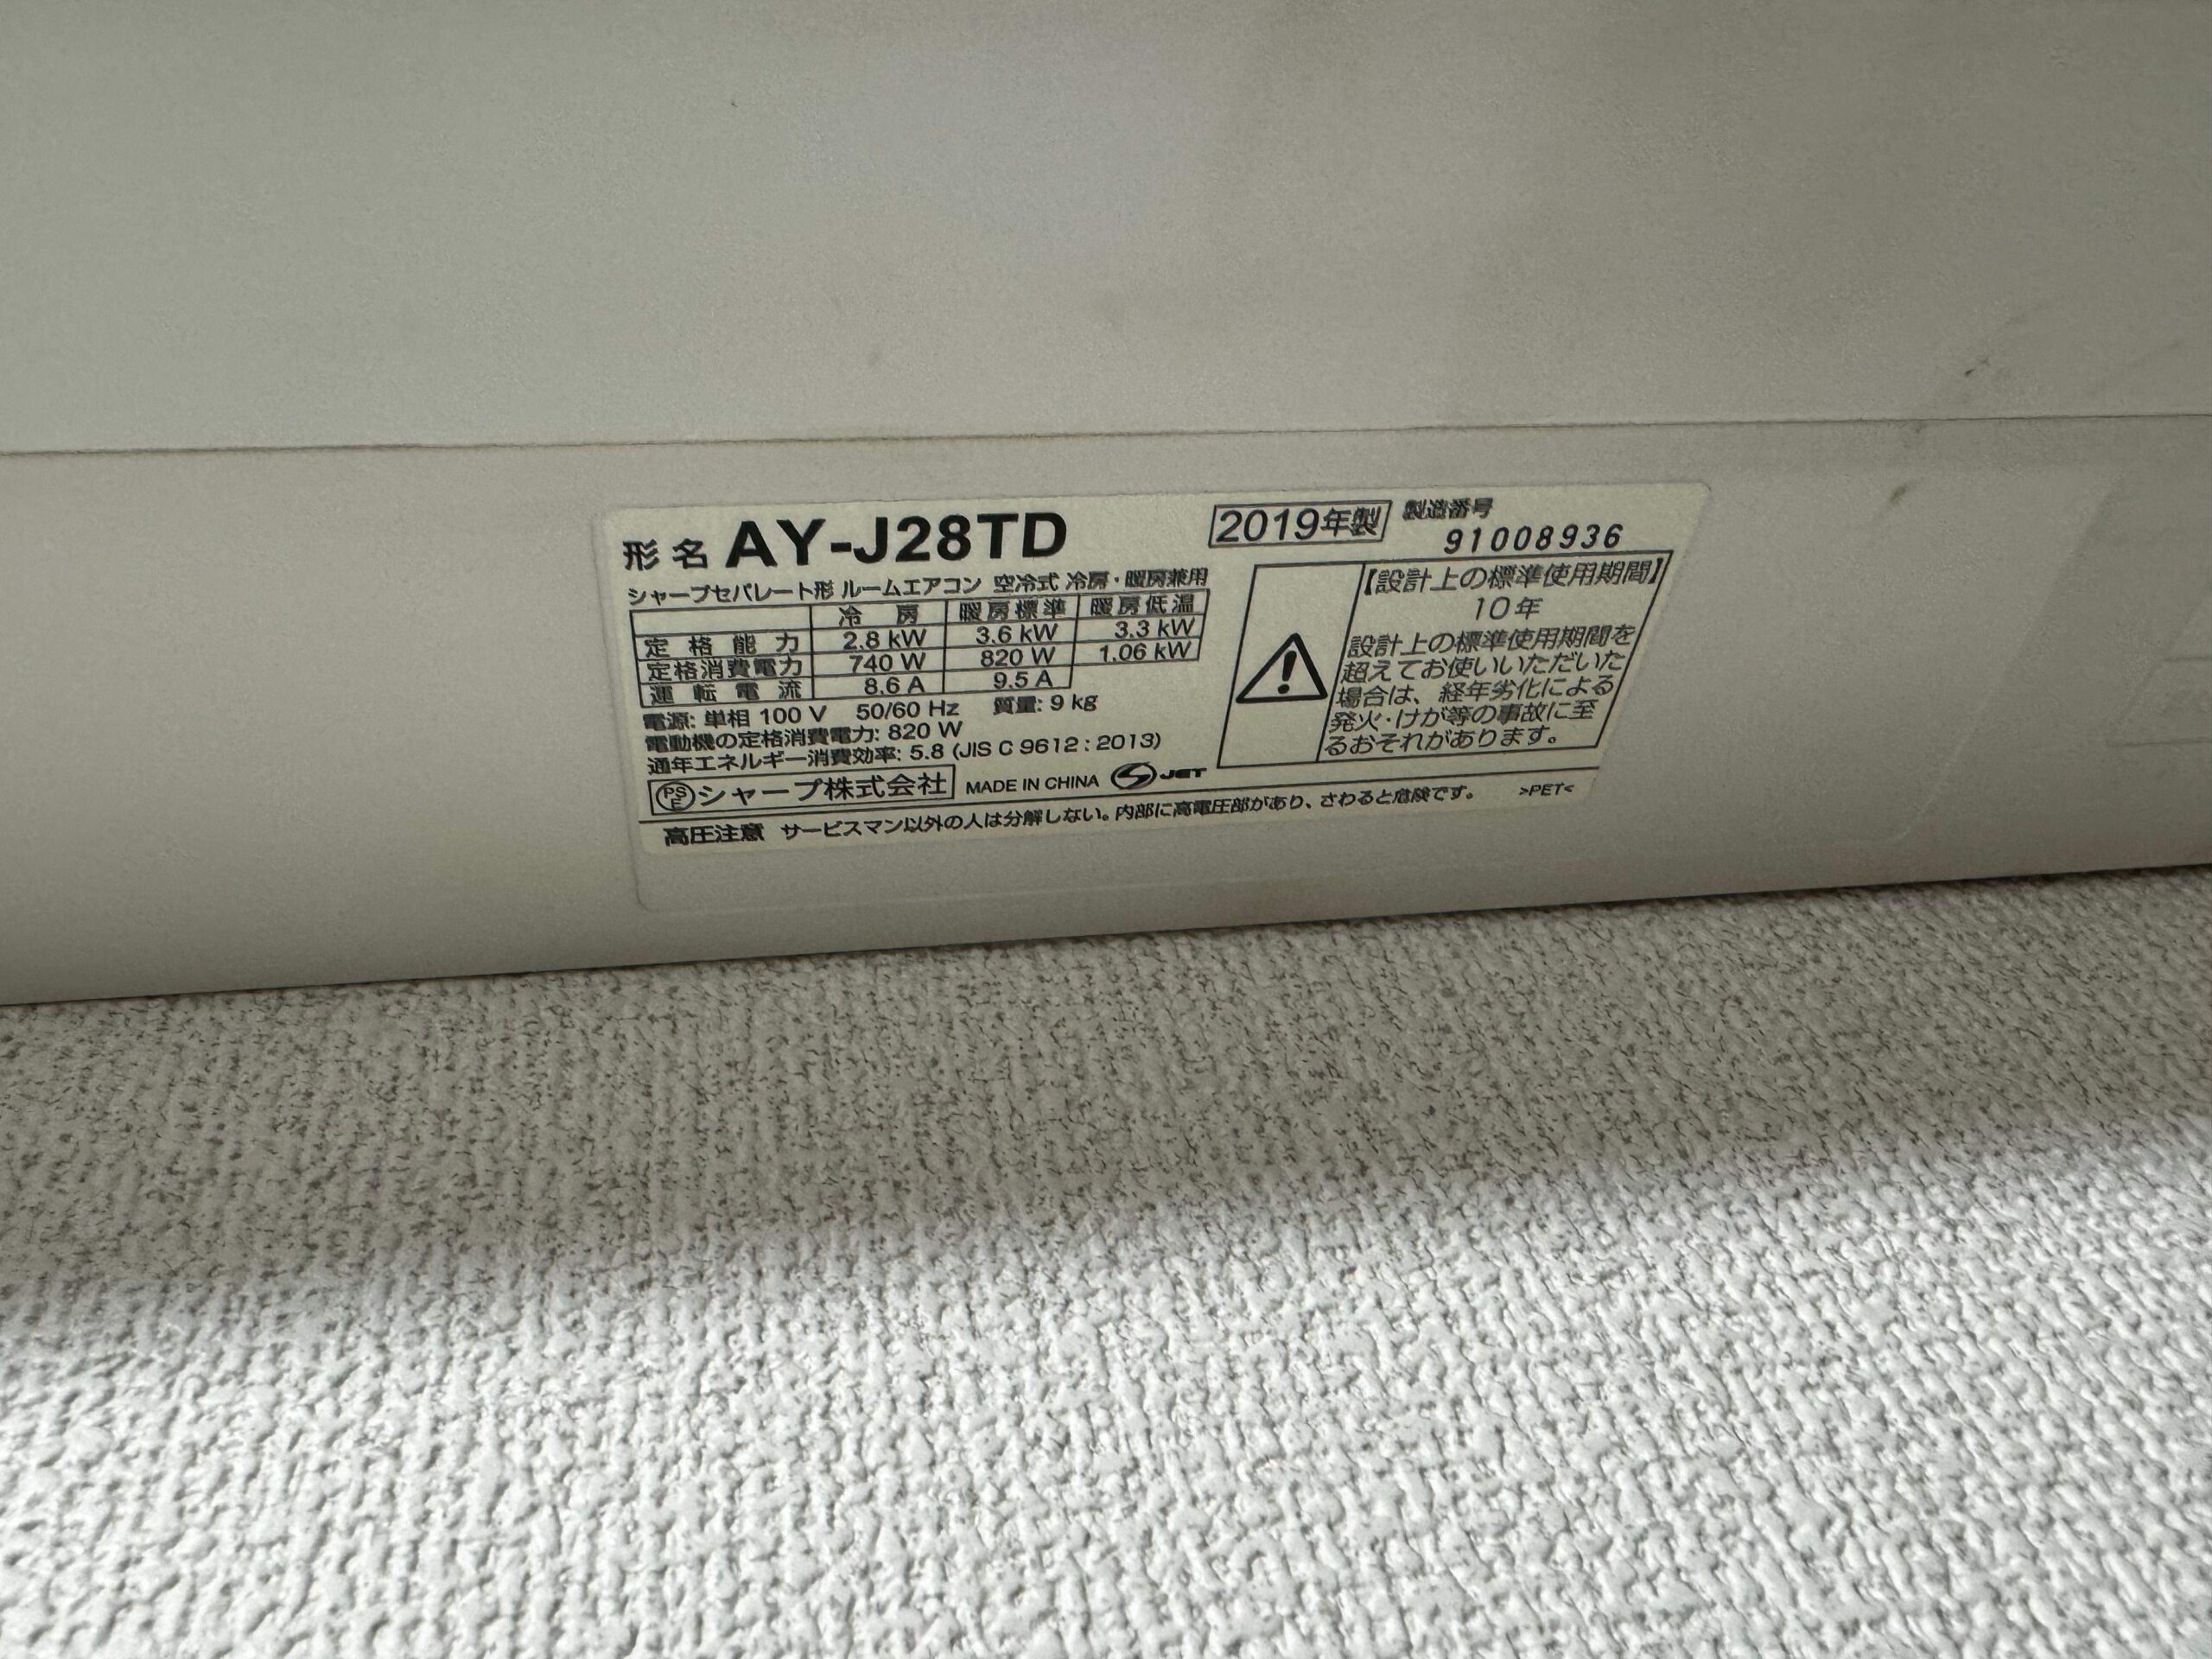 形名 AY-J28TD
2019年製 製造番号
91008936
シャープセパレート形 ルームエアコン 空冷式 冷房・暖房兼用
冷房 暖房標準 暖房低温
定格能力 2.8 kW 3.6 kW 3.3 kW
定格消費電力 740 W 820 W 1.06 kW
運転電流 8.6 A 9.5 A
電源: 単相 100 V 50/60 Hz 質量: 9 kg
電動機の定格消費電力: 820 W
通年エネルギー消費効率: 5.8 (JIS C 9612 : 2013)
PSE シャープ株式会社 MADE IN CHINA S JET
【設計上の標準使用期間】
10年
設計上の標準使用期間を
超えてお使いいただいた
場合は、経年劣化による
発火・けが等の事故に至
るおそれがあります。
高圧注意 サービスマン以外の人は分解しない。内部に高電圧部があり、さわると危険です。 >PET<